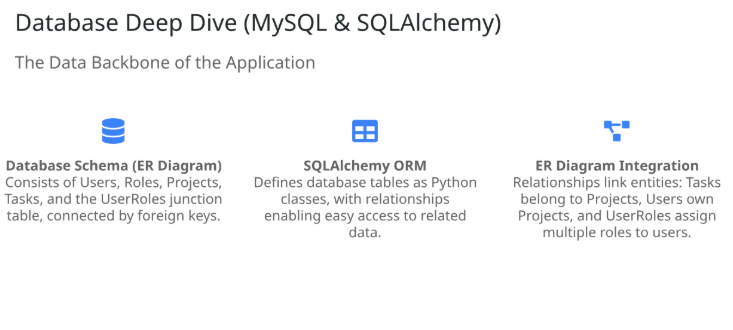 Database Deep Dive (MySQL & SQLAlchemy)
The Data Backbone of the Application
Database Schema (ER Diagram)
Consists of Users, Roles, Projects,
Tasks, and the UserRoles junction
table, connected by foreign keys.
SQLAlchemy ORM
Defines database tables as Python
classes, with relationships
enabling easy access to related
data.
ER Diagram Integration
Relationships link entities: Tasks
belong to Projects, Users own
Projects, and UserRoles assign
multiple roles to users.